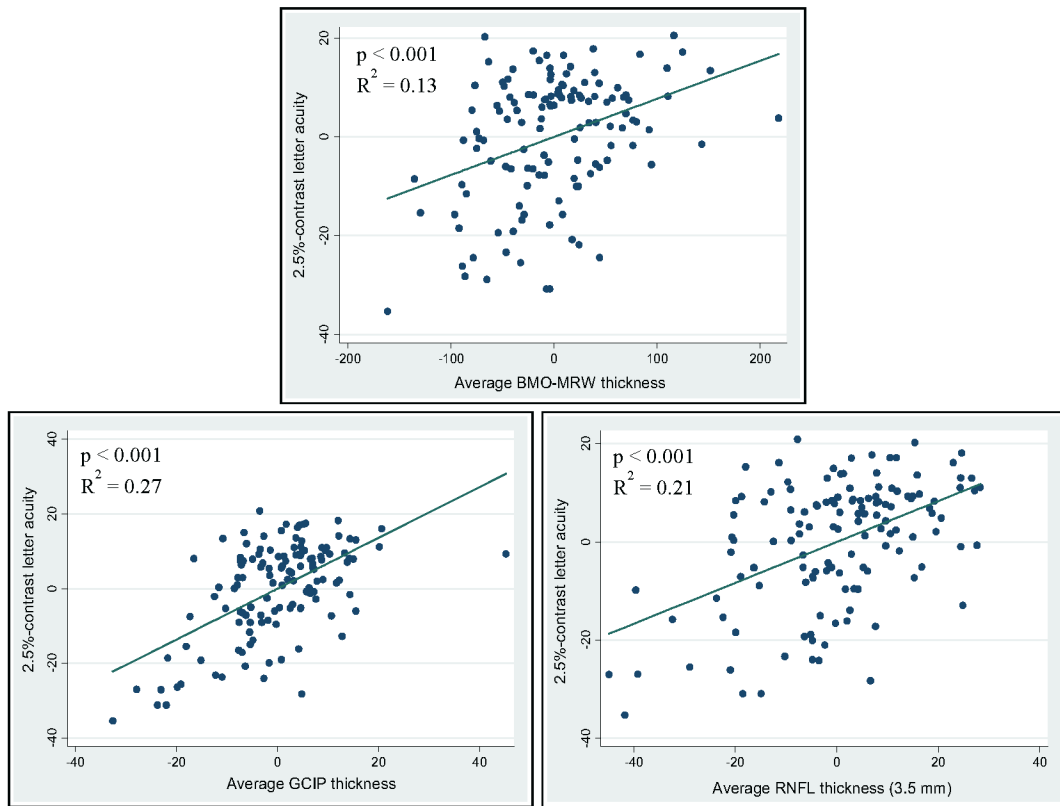 p < 0.001
R² = 0.13
2.5%-contrast letter acuity
20
0
-20
-40
-200 -100 0 100 200
Average BMO-MRW thickness
p < 0.001
R² = 0.27
2.5%-contrast letter acuity
40
20
0
-20
-40
-40 -20 0 20 40
Average GCIP thickness
p < 0.001
R² = 0.21
2.5%-contrast letter acuity
20
0
-20
-40
-40 -20 0 20 40
Average RNFL thickness (3.5 mm)